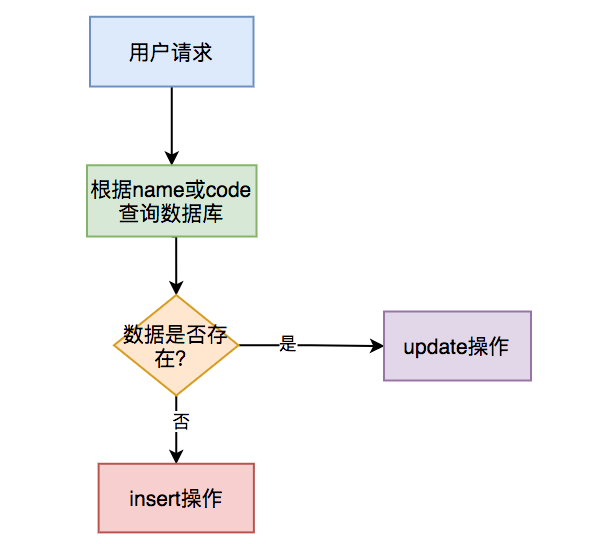 用户请求
根据name或code
查询数据库
数据是否存
在?
是
update操作
否
insert操作